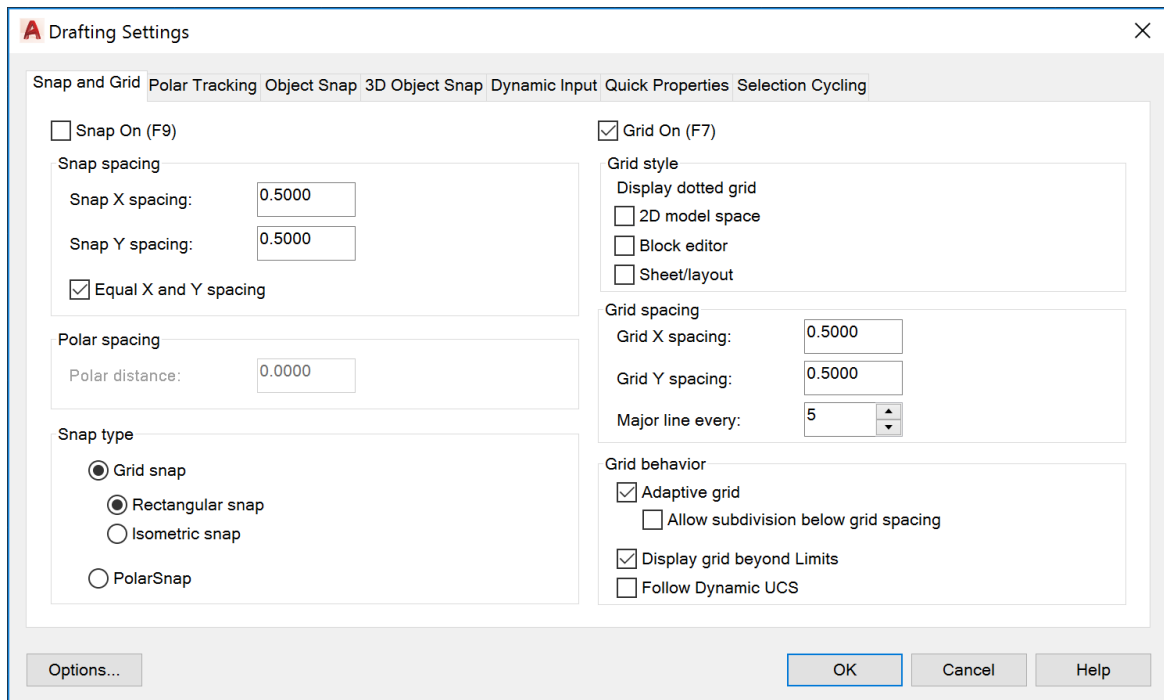 Drafting Settings
Snap and Grid Polar Tracking Object Snap 3D Object Snap Dynamic Input Quick Properties Selection Cycling
Snap On (F9)
Snap spacing
Snap X spacing: 0.5000
Snap Y spacing: 0.5000
Equal X and Y spacing
Polar spacing
Polar distance: 0.0000
Snap type
Grid snap
Rectangular snap
Isometric snap
PolarSnap
Grid On (F7)
Grid style
Display dotted grid
2D model space
Block editor
Sheet/layout
Grid spacing
Grid X spacing: 0.5000
Grid Y spacing: 0.5000
Major line every: 5
Grid behavior
Adaptive grid
Allow subdivision below grid spacing
Display grid beyond Limits
Follow Dynamic UCS
Options... OK Cancel Help